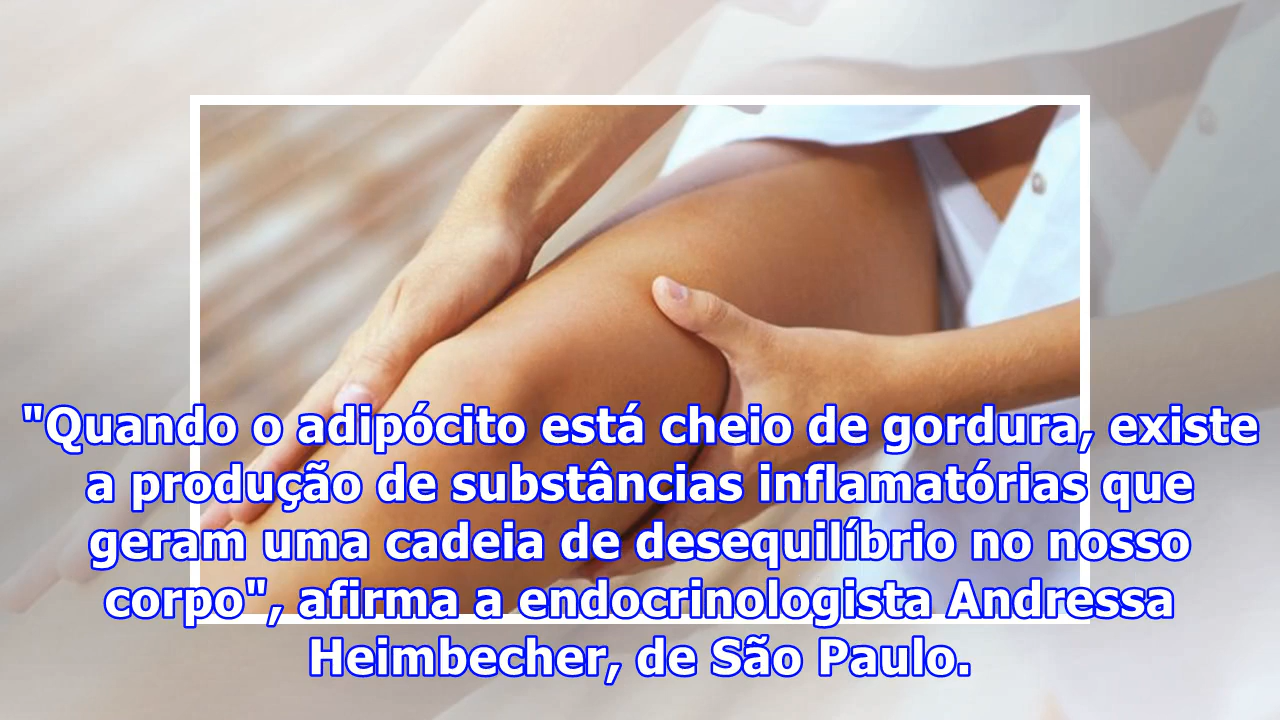 "Quando o adipócito está cheio de gordura, existe
a produção de substâncias inflamatórias que
geram uma cadeia de desequilíbrio no nosso
corpo", afirma a endocrinologista Andressa
Heimbecher, de São Paulo.